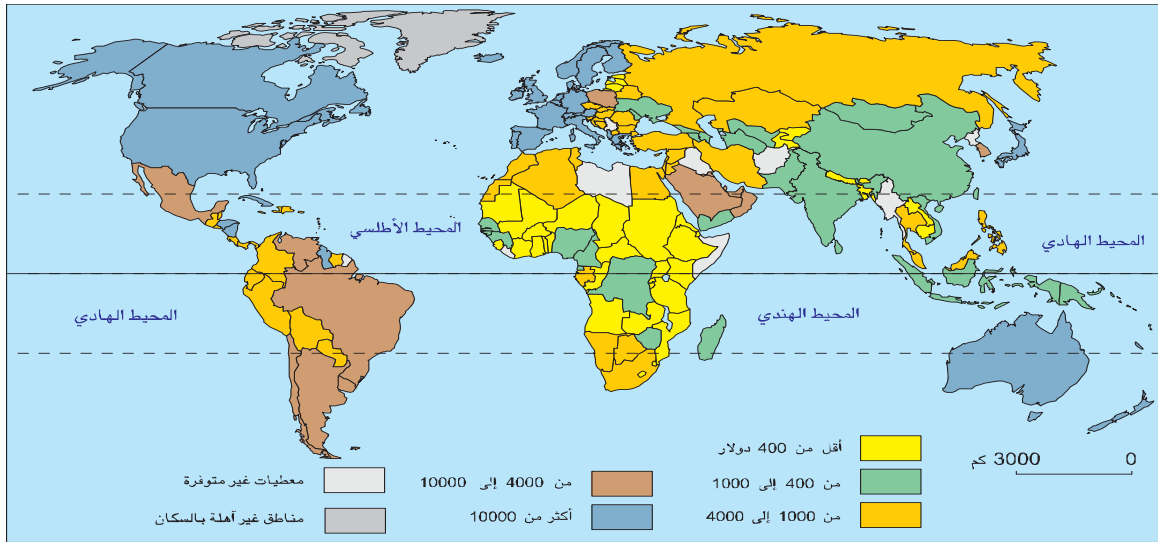 المحيط الأطلسي
المحيط الهادي
المحيط الهادي
المحيط الهندي
أقل من 400 دولار
من 400 إلى 1000
من 1000 إلى 4000
من 4000 إلى 10000
أكثر من 10000
معطيات غير متوفرة
مناطق غير آهلة بالسكان
0 3000 كم